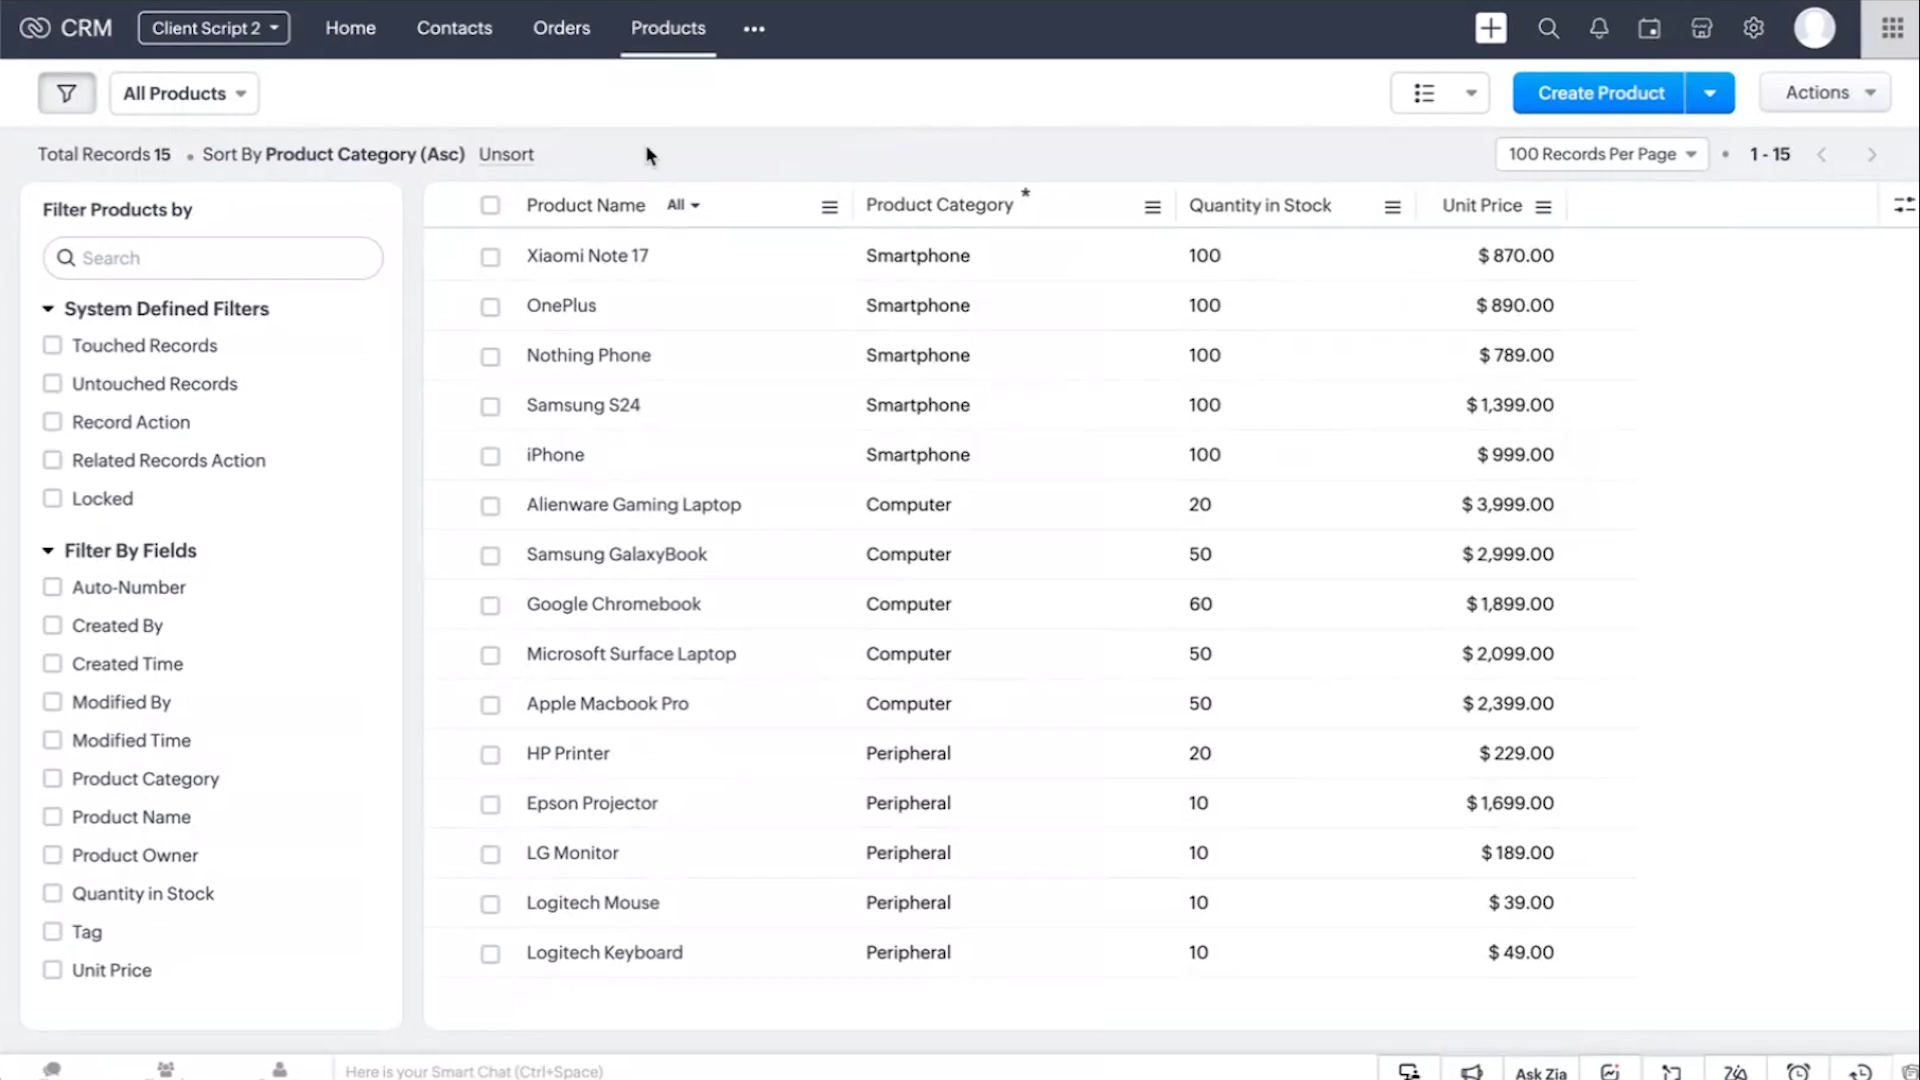 CRM
Client Script 2
Home
Contacts
Orders
Products
All Products
Create Product
Actions
Total Records 15 • Sort By Product Category (Asc) Unsort
100 Records Per Page • 1 - 15
Filter Products by
Search
System Defined Filters
Touched Records
Untouched Records
Record Action
Related Records Action
Locked
Filter By Fields
Auto-Number
Created By
Created Time
Modified By
Modified Time
Product Category
Product Name
Product Owner
Quantity in Stock
Tag
Unit Price
Product Name All Product Category * Quantity in Stock Unit Price
Xiaomi Note 17 Smartphone 100 $ 870.00
OnePlus Smartphone 100 $ 890.00
Nothing Phone Smartphone 100 $ 789.00
Samsung S24 Smartphone 100 $ 1,399.00
iPhone Smartphone 100 $ 999.00
Alienware Gaming Laptop Computer 20 $ 3,999.00
Samsung GalaxyBook Computer 50 $ 2,999.00
Google Chromebook Computer 60 $ 1,899.00
Microsoft Surface Laptop Computer 50 $ 2,099.00
Apple Macbook Pro Computer 50 $ 2,399.00
HP Printer Peripheral 20 $ 229.00
Epson Projector Peripheral 10 $ 1,699.00
LG Monitor Peripheral 10 $ 189.00
Logitech Mouse Peripheral 10 $ 39.00
Logitech Keyboard Peripheral 10 $ 49.00
Here is your Smart Chat (Ctrl+Space)
Ask Zia